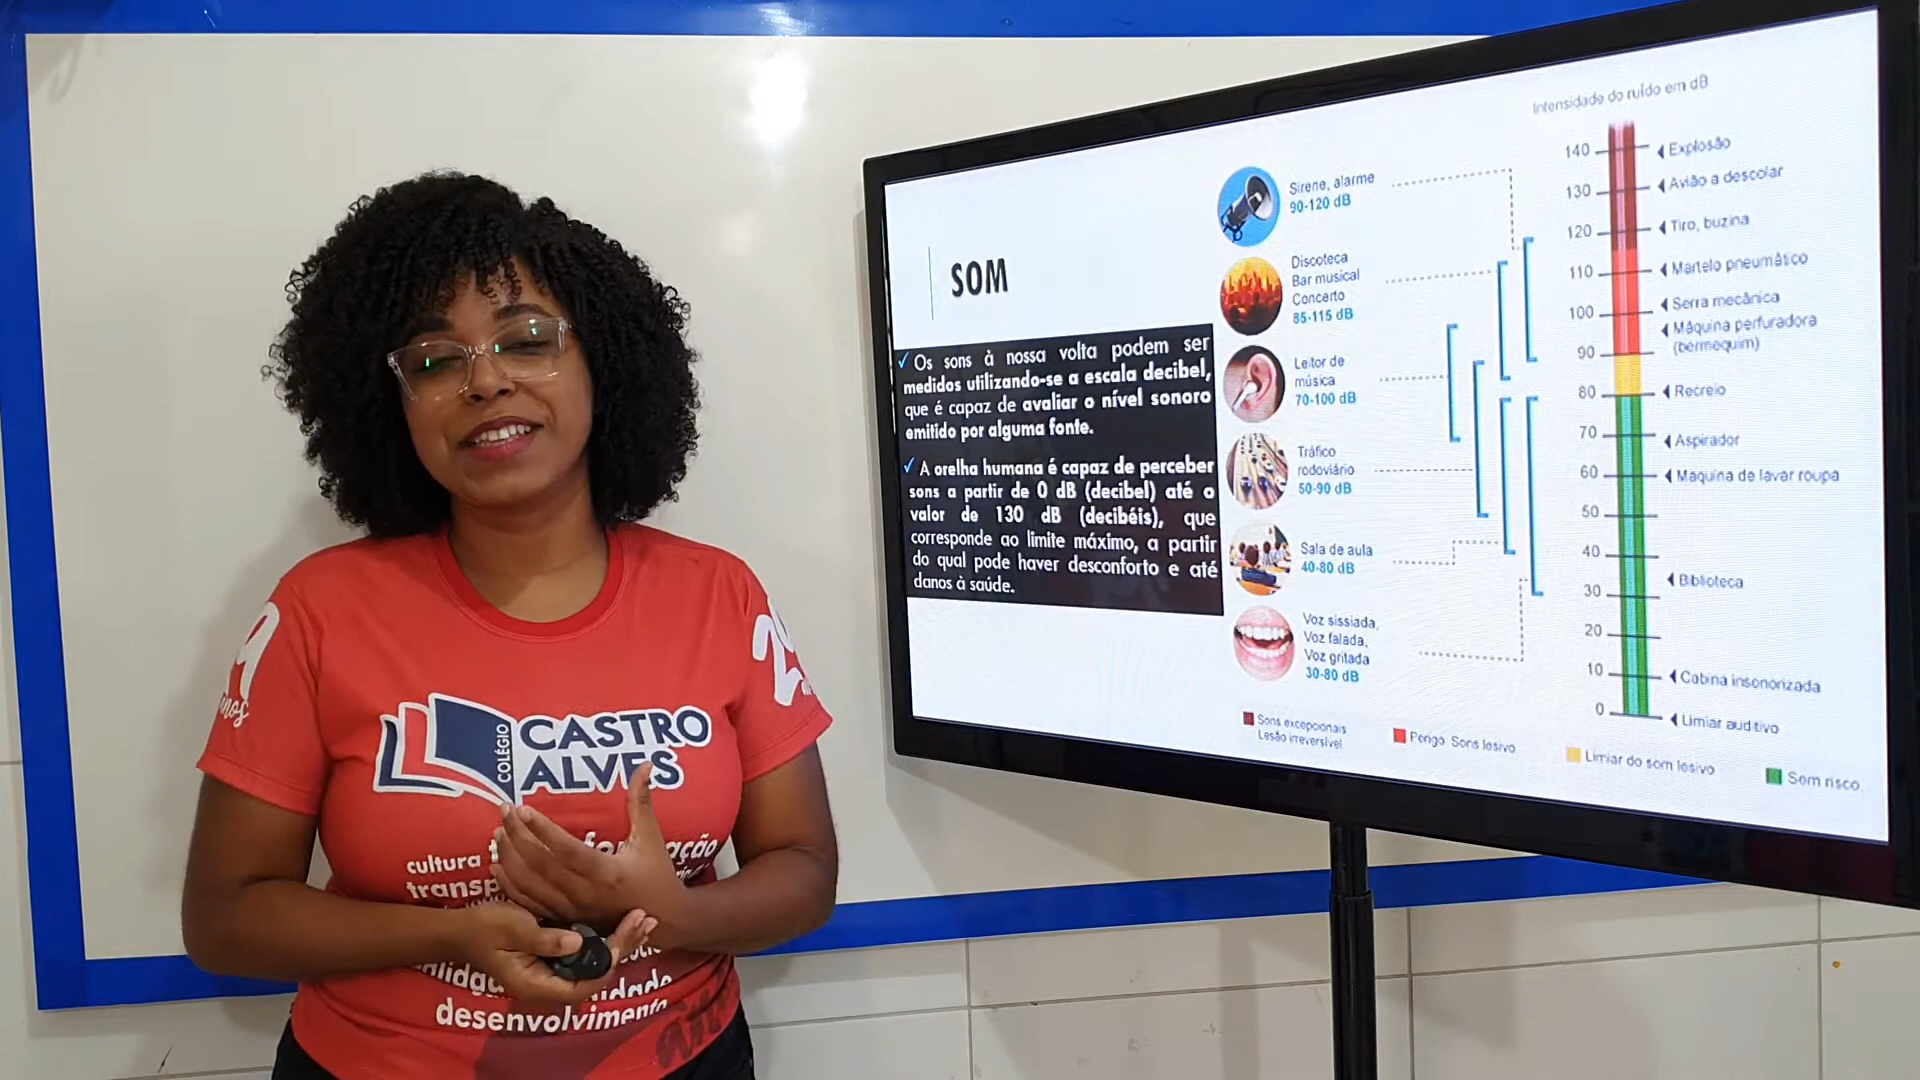 SOM
✓ Os sons à nossa volta podem ser
medidos utilizando-se a escala decibel,
que é capaz de avaliar o nível sonoro
emitido por alguma fonte.
✓ A orelha humana é capaz de perceber
sons a partir de 0 dB (decibel) até o
valor de 130 dB (decibéis), que
corresponde ao limite máximo, a partir
do qual pode haver desconforto e até
danos à saúde.
Sirene, alarme
90-120 dB
Discoteca
Bar musical
Concerto
85-115 dB
Leitor de
música
70-100 dB
Tráfico
rodoviário
50-90 dB
Sala de aula
40-80 dB
Voz sissiada,
Voz falada,
Voz gritada
30-80 dB
Intensidade do ruído em dB
140 Explosão
130 Avião a descolar
120 Tiro, buzina
110 Martelo pneumático
100 Serra mecânica
Máquina perfuradora
(bermequim)
90
80 Recreio
70 Aspirador
60 Maquina de lavar roupa
50
40
Biblioteca
30
20
10 Cabina insonorizada
0 Limiar auditivo
Sons excepcionais
Lesão irreversível
Perigo: Sons lesivo
Limiar do som lesivo
Sem risco
anos
COLÉGIO
CASTRO
ALVES
cultura
desenvolvimento